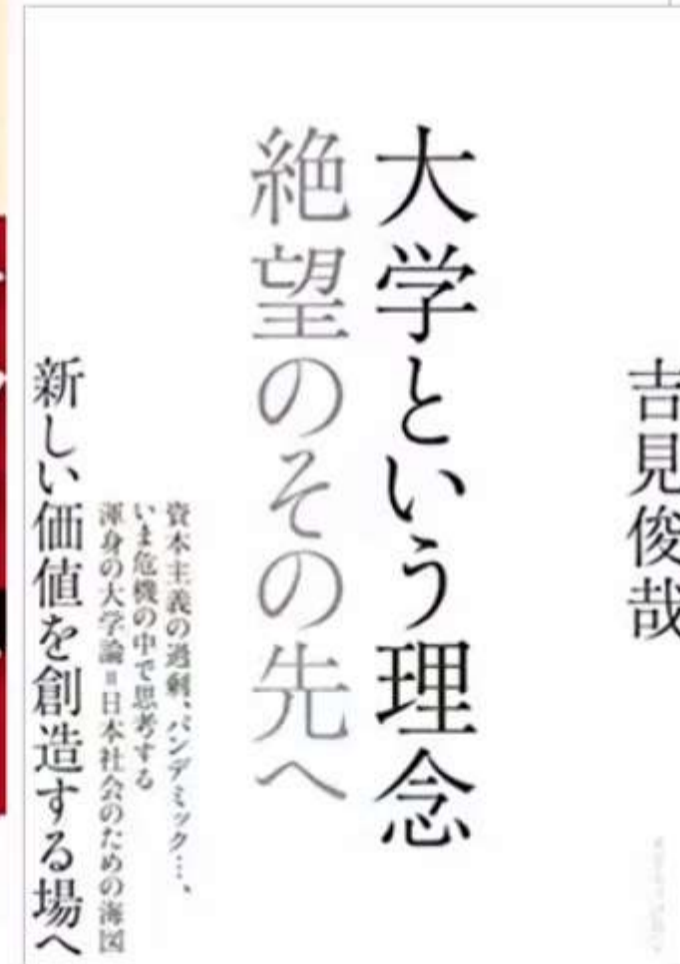 吉見俊哉
大学という理念
絶望のその先へ
資本主義の過剰、パンデミック…、
いま危機の中で思考する
渾身の大学論＝日本社会のための海図
新しい価値を創造する場へ